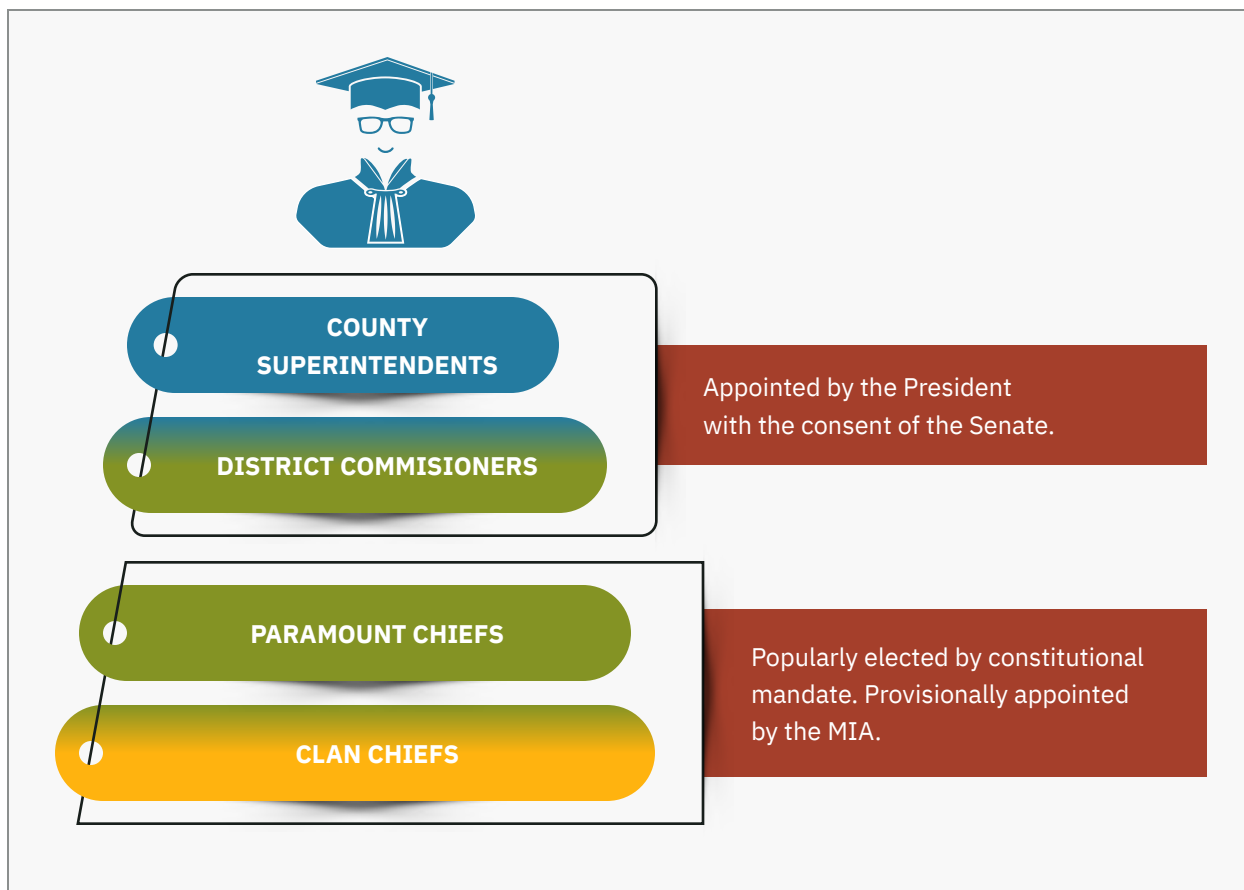 COUNTY
SUPERINTENDENTS
Appointed by the President
with the consent of the Senate.
DISTRICT COMMISIONERS
PARAMOUNT CHIEFS
Popularly elected by constitutional
mandate. Provisionally appointed
by the MIA.
CLAN CHIEFS